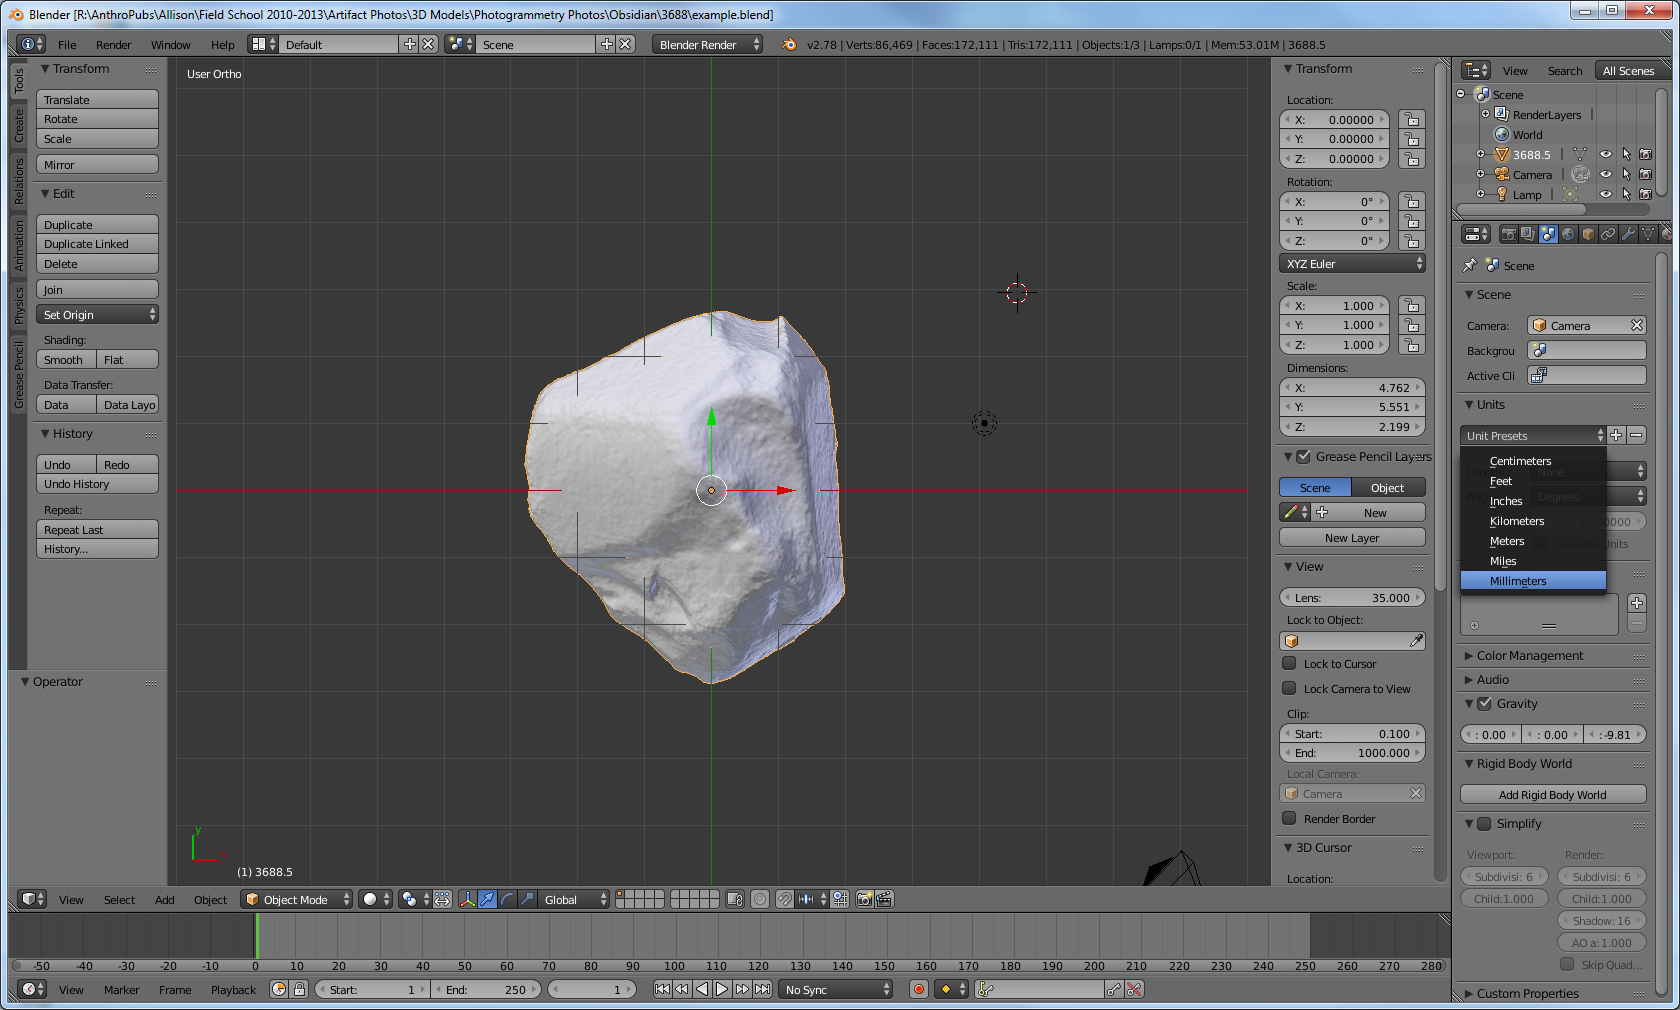 Blender [R:\AnthroPubs\Allison\Field School 2010-2013\Artifact Photos\3D Models\Photogrammetry Photos\Obsidian\3688\example.blend]
File Render Window Help Default Scene Blender Render v2.78 | Verts:86,469 | Faces:172,111 | Tris:172,111 | Objects:1/3 | Lamps:0/1 | Mem:53.01M | 3688.5
Tools
Create
Relations
Animation
Physics
Grease Pencil
Transform
Translate
Rotate
Scale
Mirror
Edit
Duplicate
Duplicate Linked
Delete
Join
Set Origin
Shading:
Smooth Flat
Data Transfer:
Data Data Layo
History
Undo Redo
Undo History
Repeat:
Repeat Last
History...
Operator
User Ortho
y
x
(1) 3688.5
Transform
Location:
X: 0.00000
Y: 0.00000
Z: 0.00000
Rotation:
X: 0°
Y: 0°
Z: 0°
XYZ Euler
Scale:
X: 1.000
Y: 1.000
Z: 1.000
Dimensions:
X: 4.762
Y: 5.551
Z: 2.199
Grease Pencil Layers
Scene Object
New
New Layer
View
Lens: 35.000
Lock to Object:
Lock to Cursor
Lock Camera to View
Clip:
Start: 0.100
End: 1000.000
Local Camera:
Camera
Render Border
3D Cursor
Location:
View Search All Scenes
Scene
RenderLayers
World
3688.5
Camera
Lamp
Scene
Scene
Camera: Camera
Backgrou
Active Cli
Units
Unit Presets
Centimeters
Feet
Inches
Kilometers
Meters
Miles
Millimeters
None
Degrees
Color Management
Audio
Gravity
: 0.00 : 0.00 :-9.81
Rigid Body World
Add Rigid Body World
Simplify
Viewport: Render:
Subdivisi: 6 Subdivisi: 6
Child:1.000 Child:1.000
Shadow:16
AO a: 1.000
Skip Quad...
Custom Properties
View Select Add Object Object Mode Global
-50 -40 -30 -20 -10 0 10 20 30 40 50 60 70 80 90 100 110 120 130 140 150 160 170 180 190 200 210 220 230 240 250 260 270 280
View Marker Frame Playback Start: 1 End: 250 1 No Sync